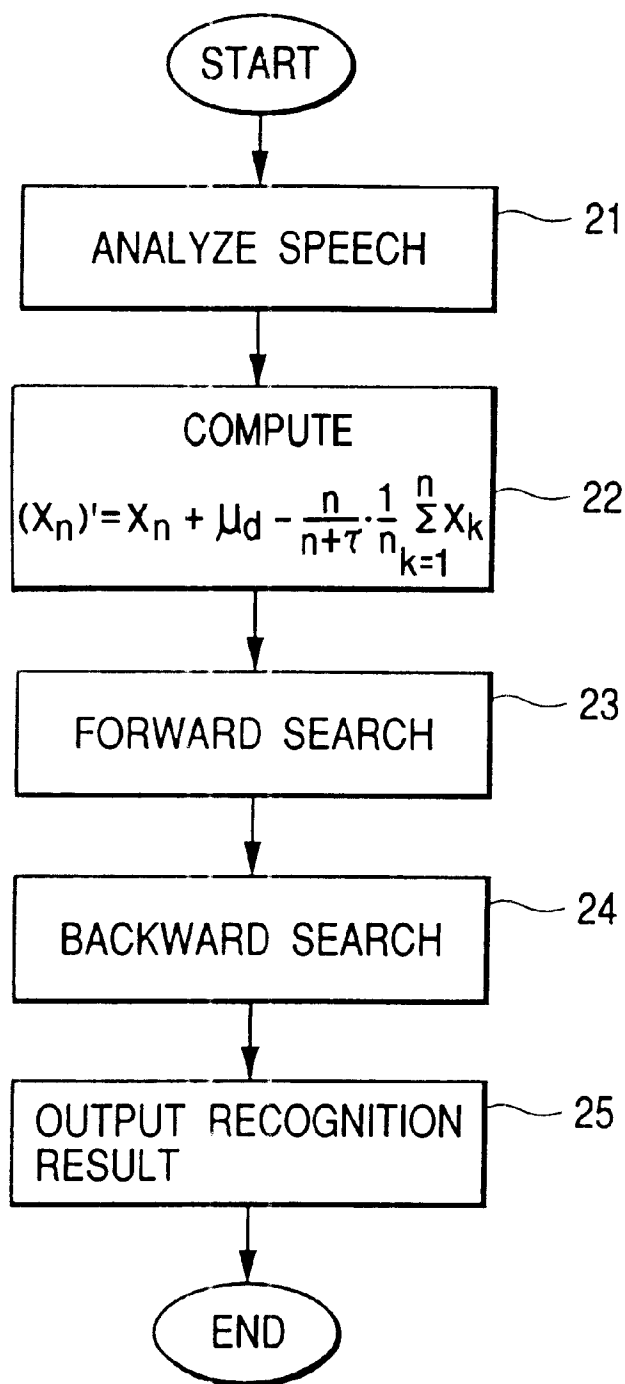 START
ANALYZE SPEECH
21
COMPUTE
(Xn)'= Xn + μd − n/n+τ · 1/n Σ n k=1 Xk
22
FORWARD SEARCH
23
BACKWARD SEARCH
24
OUTPUT RECOGNITION
RESULT
25
END